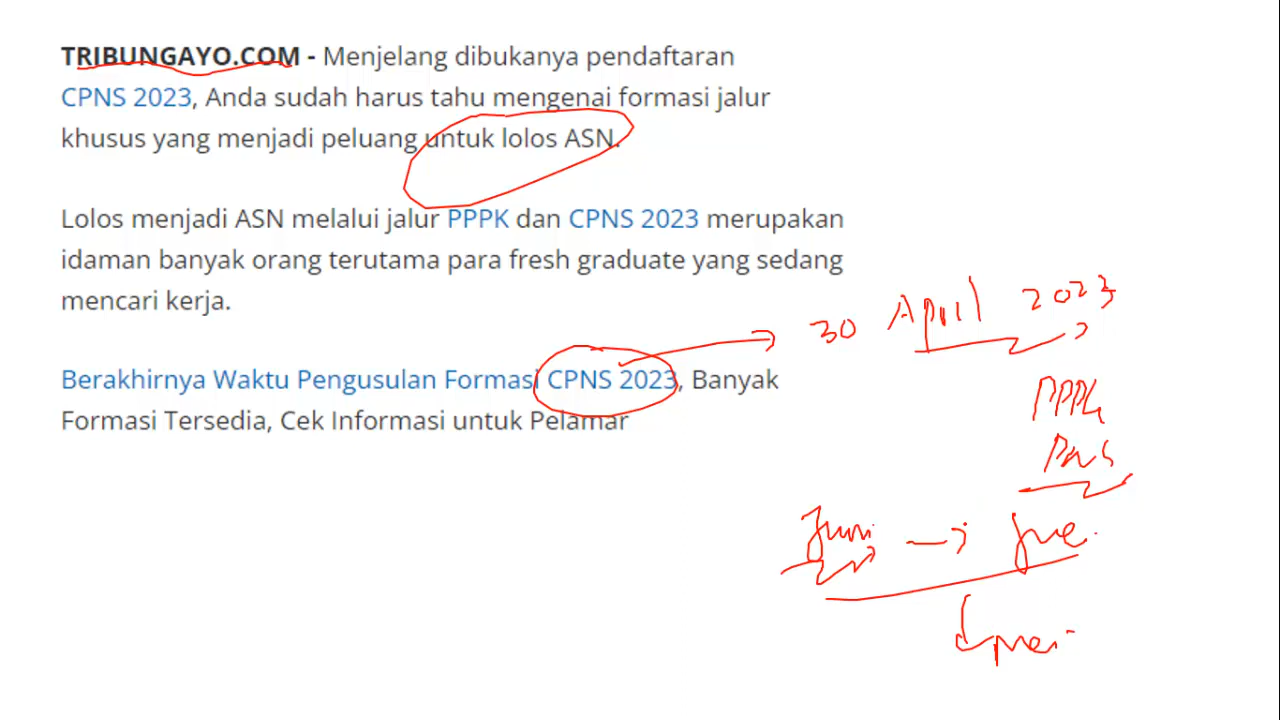 TRIBUNGAYO.COM - Menjelang dibukanya pendaftaran
CPNS 2023, Anda sudah harus tahu mengenai formasi jalur
khusus yang menjadi peluang untuk lolos ASN.
Lolos menjadi ASN melalui jalur PPPK dan CPNS 2023 merupakan
idaman banyak orang terutama para fresh graduate yang sedang
mencari kerja.
30 April 2023
Berakhirnya Waktu Pengusulan Formasi CPNS 2023, Banyak
Formasi Tersedia, Cek Informasi untuk Pelamar
PPPK
PNS
Juni